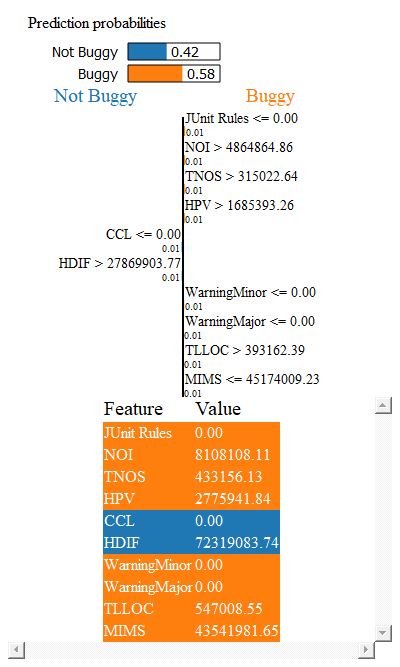 Prediction probabilities
Not Buggy 0.42
Buggy 0.58
Not Buggy Buggy
JUnit Rules <= 0.00
0.01
NOI > 4864864.86
0.01
TNOS > 315022.64
0.01
HPV > 1685393.26
0.01
CCL <= 0.00
0.01
HDIF > 27869903.77
0.01
WarningMinor <= 0.00
0.01
WarningMajor <= 0.00
0.01
TLLOC > 393162.39
0.01
MIMS <= 45174009.23
0.01
Feature Value
JUnit Rules 0.00
NOI 8108108.11
TNOS 433156.13
HPV 2775941.84
CCL 0.00
HDIF 72319083.74
WarningMinor 0.00
WarningMajor 0.00
TLLOC 547008.55
MIMS 43541981.65